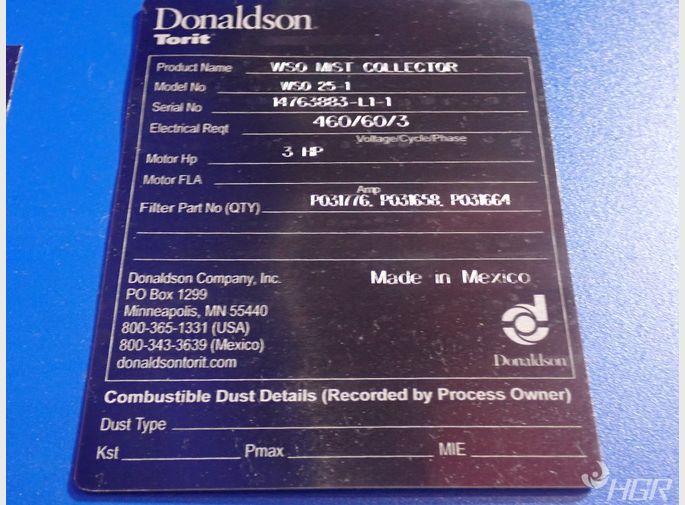 Donaldson
Torit
Product Name WSO MIST COLLECTOR
Model No WSO 25-1
Serial No 14763883-L1-1
Electrical Reqt 460/60/3
Voltage/Cycle/Phase
Motor Hp 3 HP
Motor FLA
Amp
Filter Part No (QTY) P031776, P031658, P031664
Donaldson Company, Inc. Made in Mexico
PO Box 1299
Minneapolis, MN 55440
800-365-1331 (USA)
800-343-3639 (Mexico)
donaldsontorit.com
Donaldson
Combustible Dust Details (Recorded by Process Owner)
Dust Type
Kst Pmax MIE
HGR